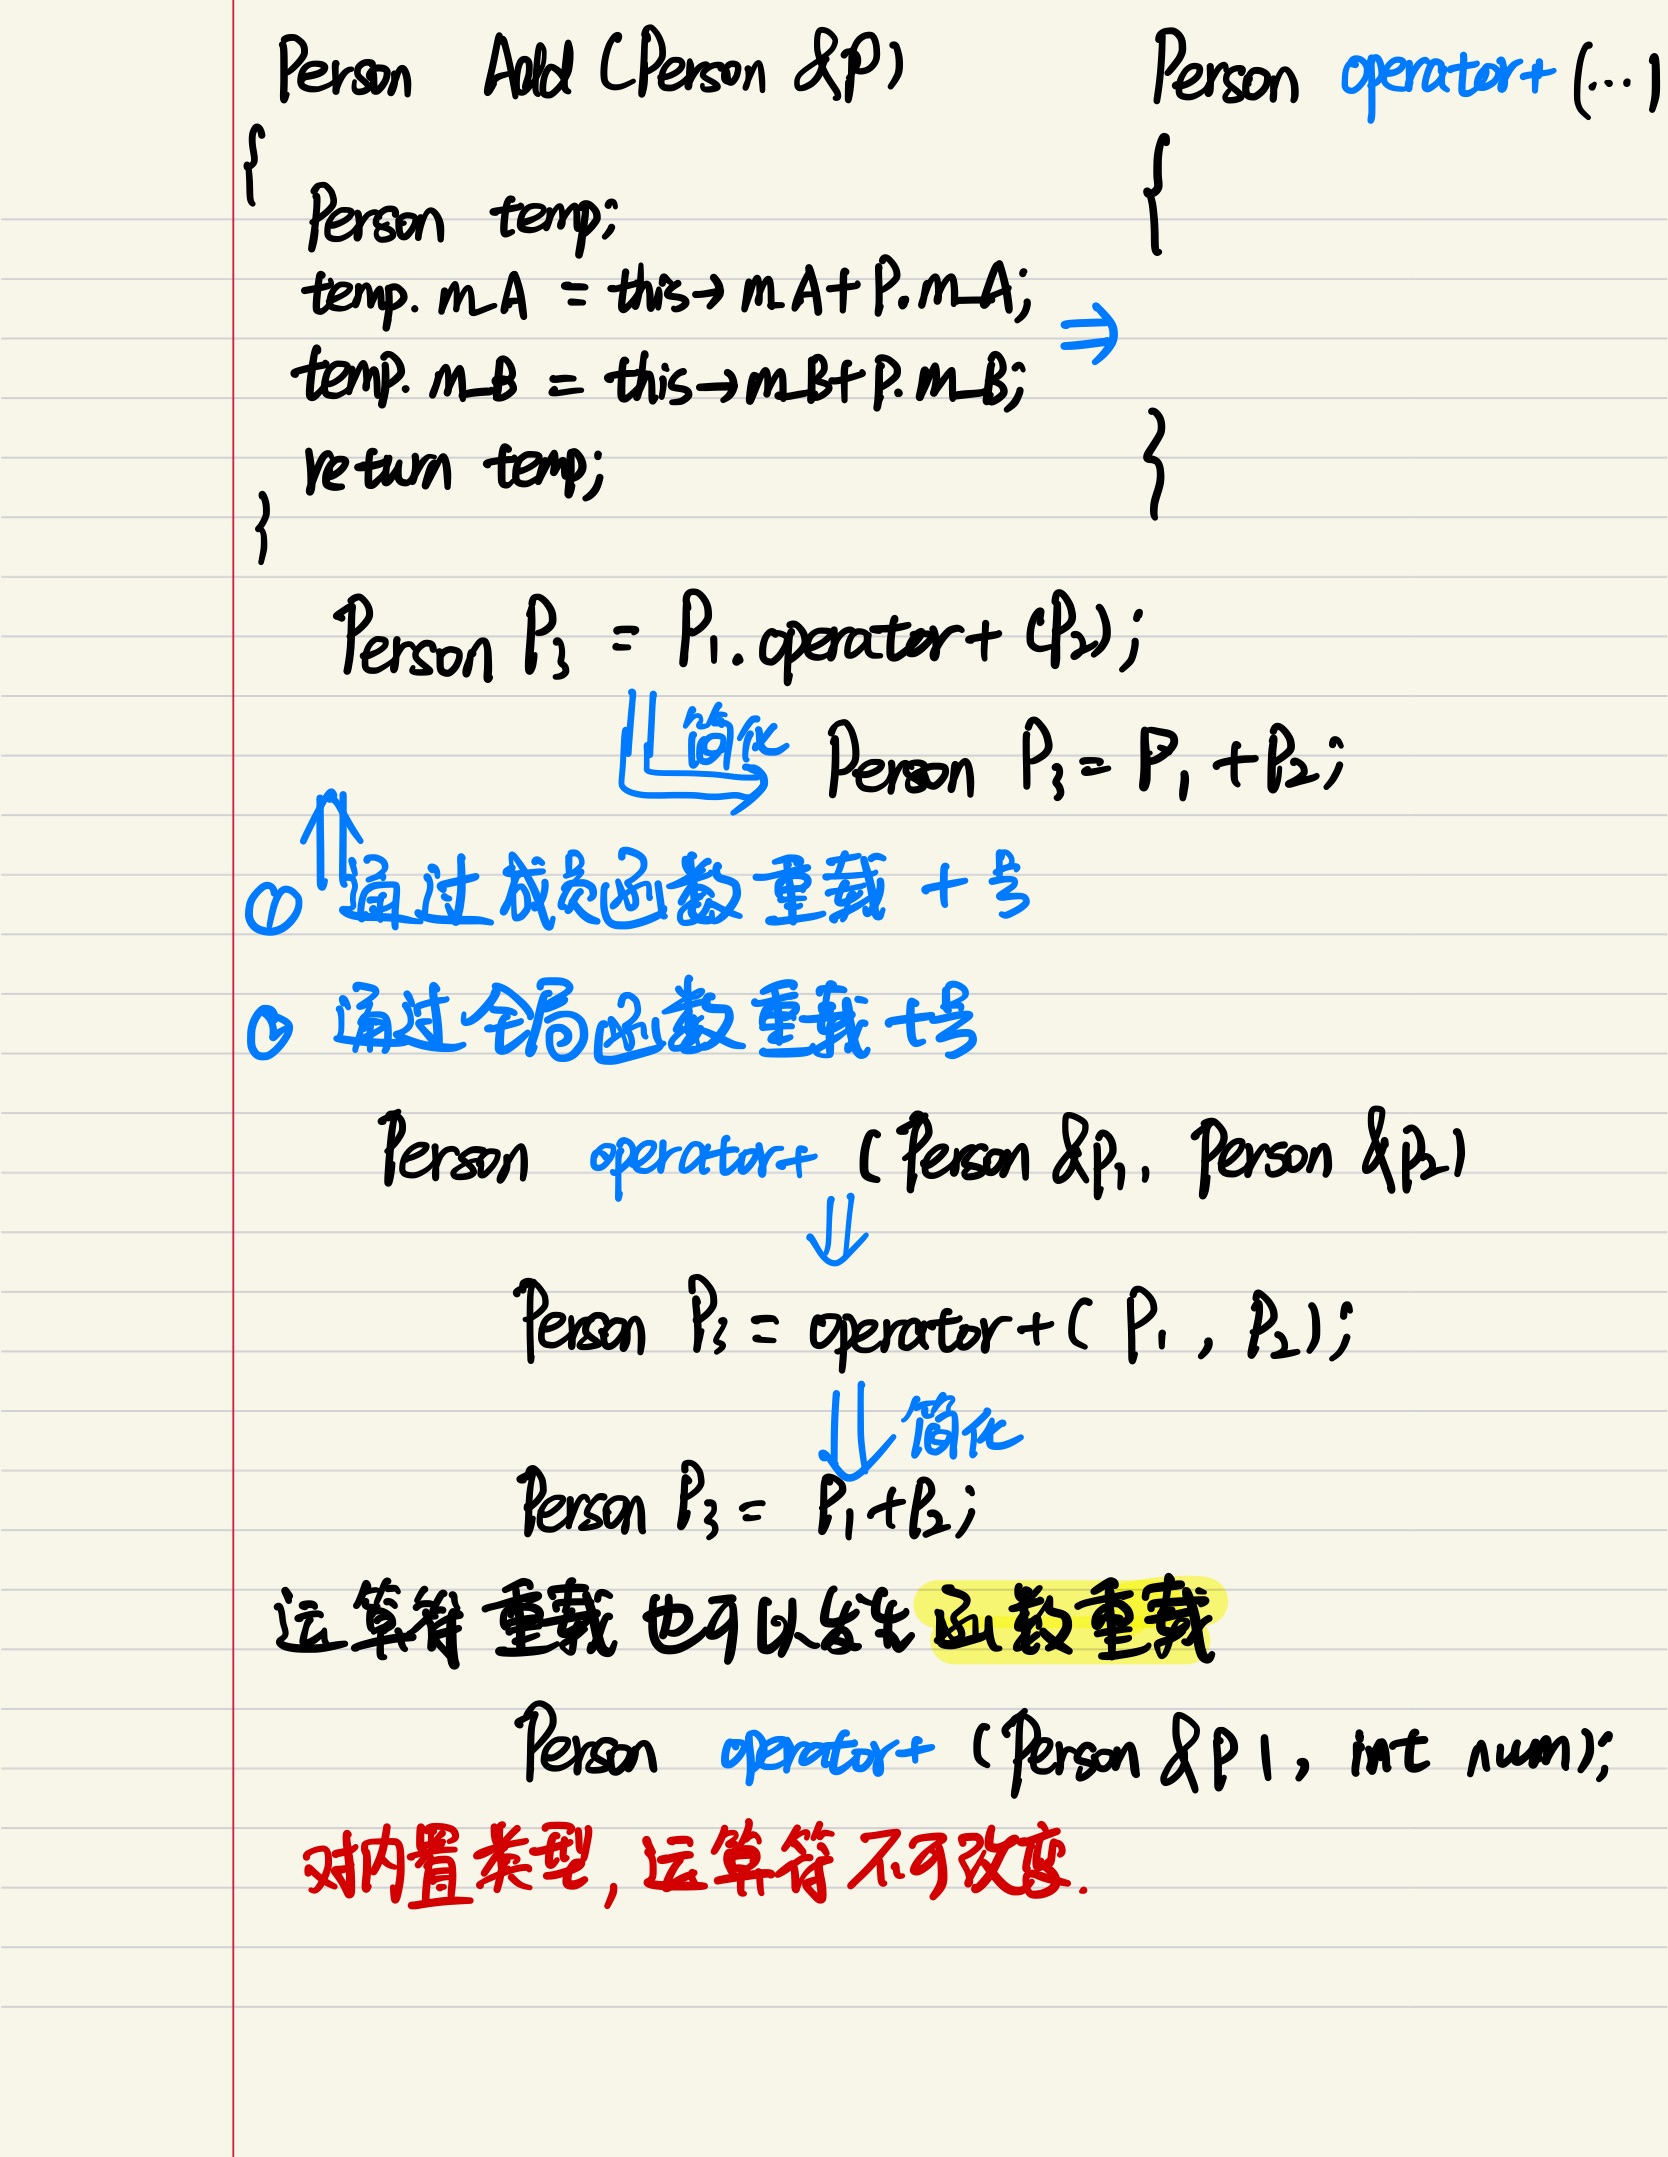 Person Add (Person &p)
Person operator+ (...)
{
{
Person temp;
temp. m_A = this→ m A + P. m_A;
⇒
temp. m_B = this→m_B+P. m_B;
return temp;
}
}
Person P3 = P1. operator+ (P2);
简化
Person P3 = P1 + P2;
① 通过成员函数重载 + 号
② 通过全局函数重载 +号
Person operator+ (Person &p1, Person &p2)
⇓
Person P3 = operator+( P1 , P2);
⇓ 简化
Person P3 = P1+P2;
运算符重载也可以发生函数重载
Person operator+ (Person &p1, int num);
对内置类型, 运算符不可改变.